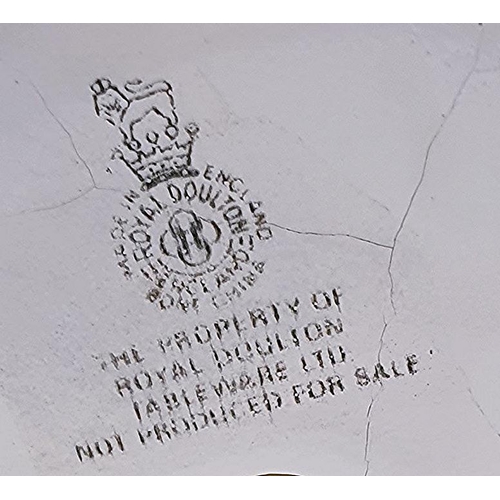 MADE IN ENGLAND
ROYAL DOULTON
BONE CHINA
THE PROPERTY OF
ROYAL DOULTON
TABLEWARE LTD.
NOT PRODUCED FOR SALE